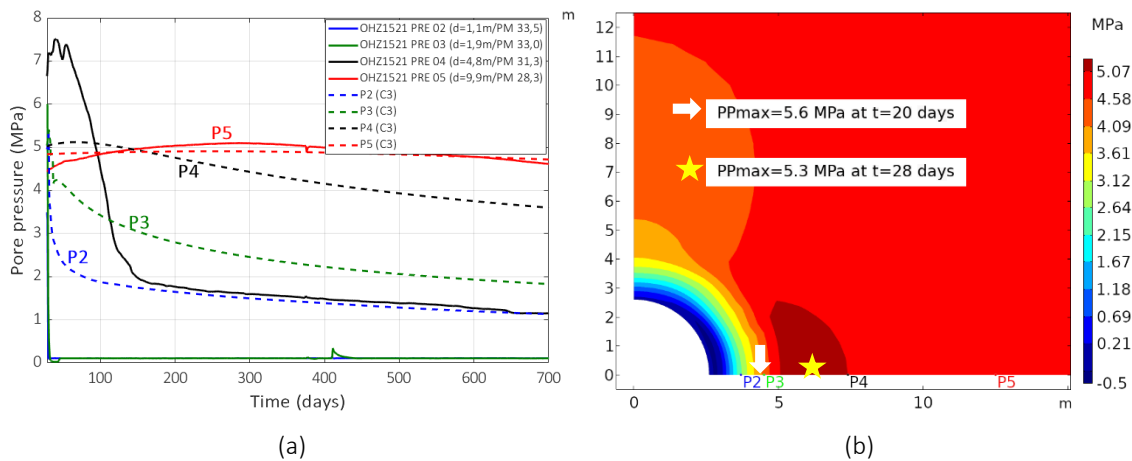 8
7
6
5
4
3
2
1
0
Pore pressure (MPa)
100
200
300
400
500
600
700
Time (days)
OHZ1521 PRE 02 (d=1,1m/PM 33,5)
OHZ1521 PRE 03 (d=1,9m/PM 33,0)
OHZ1521 PRE 04 (d=4,8m/PM 31,3)
OHZ1521 PRE 05 (d=9,9m/PM 28,3)
P2 (C3)
P3 (C3)
P4 (C3)
P5 (C3)
P5
P4
P3
P2
(a)
m
12
11
10
9
8
7
6
5
4
3
2
1
0
PPmax=5.6 MPa at t=20 days
PPmax=5.3 MPa at t=28 days
P2
P3
P4
P5
0
5
10
m
MPa
5.07
4.58
4.09
3.61
3.12
2.64
2.15
1.67
1.18
0.69
0.21
-0.5
(b)